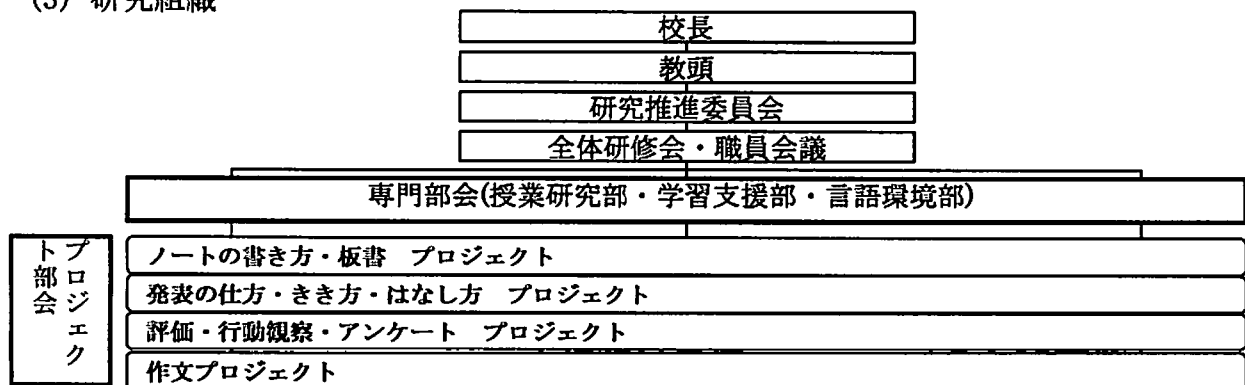 (3) 研究組織
校長
教頭
研究推進委員会
全体研修会・職員会議
専門部会(授業研究部・学習支援部・言語環境部)
プロジェクト部会
ノートの書き方・板書 プロジェクト
発表の仕方・きき方・はなし方 プロジェクト
評価・行動観察・アンケート プロジェクト
作文プロジェクト